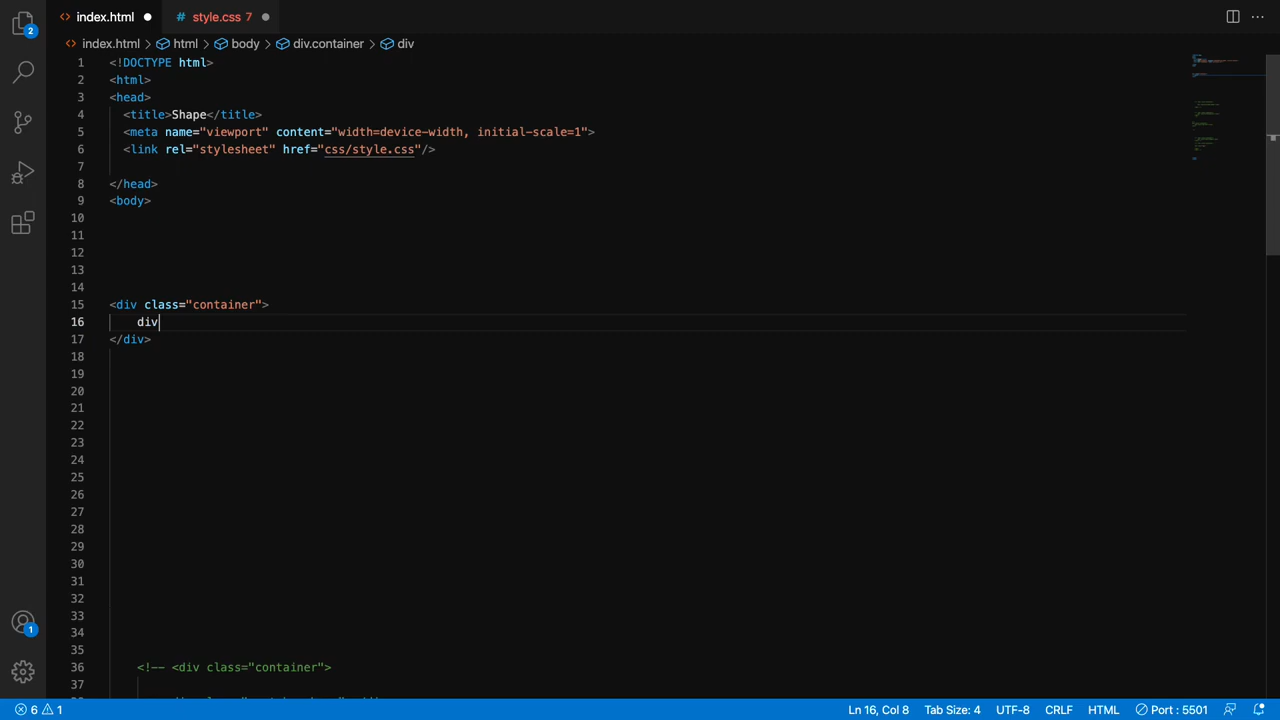 2
index.html
style.css 7
index.html > html > body > div.container > div
1 <!DOCTYPE html>
2 <html>
3 <head>
4 <title>Shape</title>
5 <meta name="viewport" content="width=device-width, initial-scale=1">
6 <link rel="stylesheet" href="css/style.css"/>
7
8 </head>
9 <body>
10
11
12
13
14
15 <div class="container">
16 div
17 </div>
18
19
20
21
22
23
24
25
26
27
28
29
30
31
32
33
34
35
36 <!-- <div class="container">
37
1
6 1
Ln 16, Col 8
Tab Size: 4
UTF-8
CRLF
HTML
Port : 5501